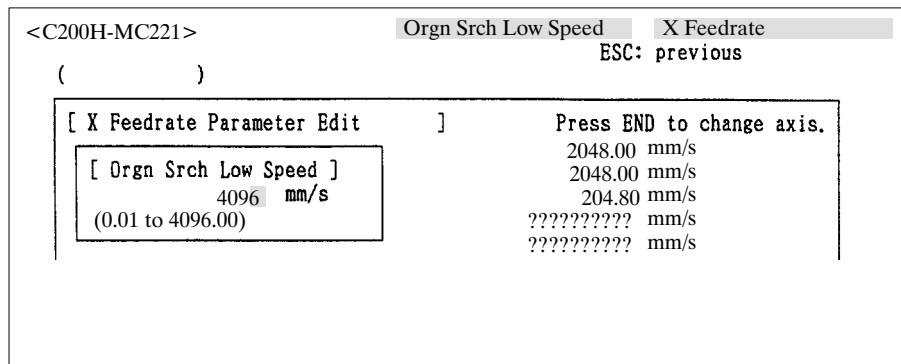 <C200H-MC221> Orgn Srch Low Speed X Feedrate
ESC: previous
( )
[ X Feedrate Parameter Edit ] Press END to change axis.
2048.00 mm/s
[ Orgn Srch Low Speed ] 2048.00 mm/s
4096 mm/s 204.80 mm/s
(0.01 to 4096.00) ?????????? mm/s
?????????? mm/s